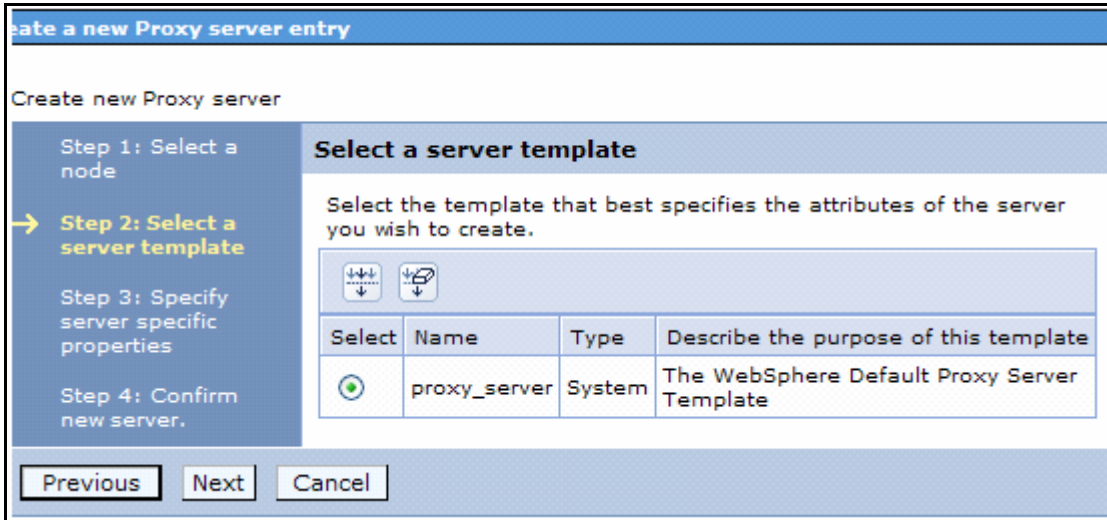 eate a new Proxy server entry
Create new Proxy server
Step 1: Select a
node
Step 2: Select a
server template
Step 3: Specify
server specific
properties
Step 4: Confirm
new server.
Select a server template
Select the template that best specifies the attributes of the server
you wish to create.
Select Name Type Describe the purpose of this template
proxy_server System The WebSphere Default Proxy Server
Template
Previous Next Cancel